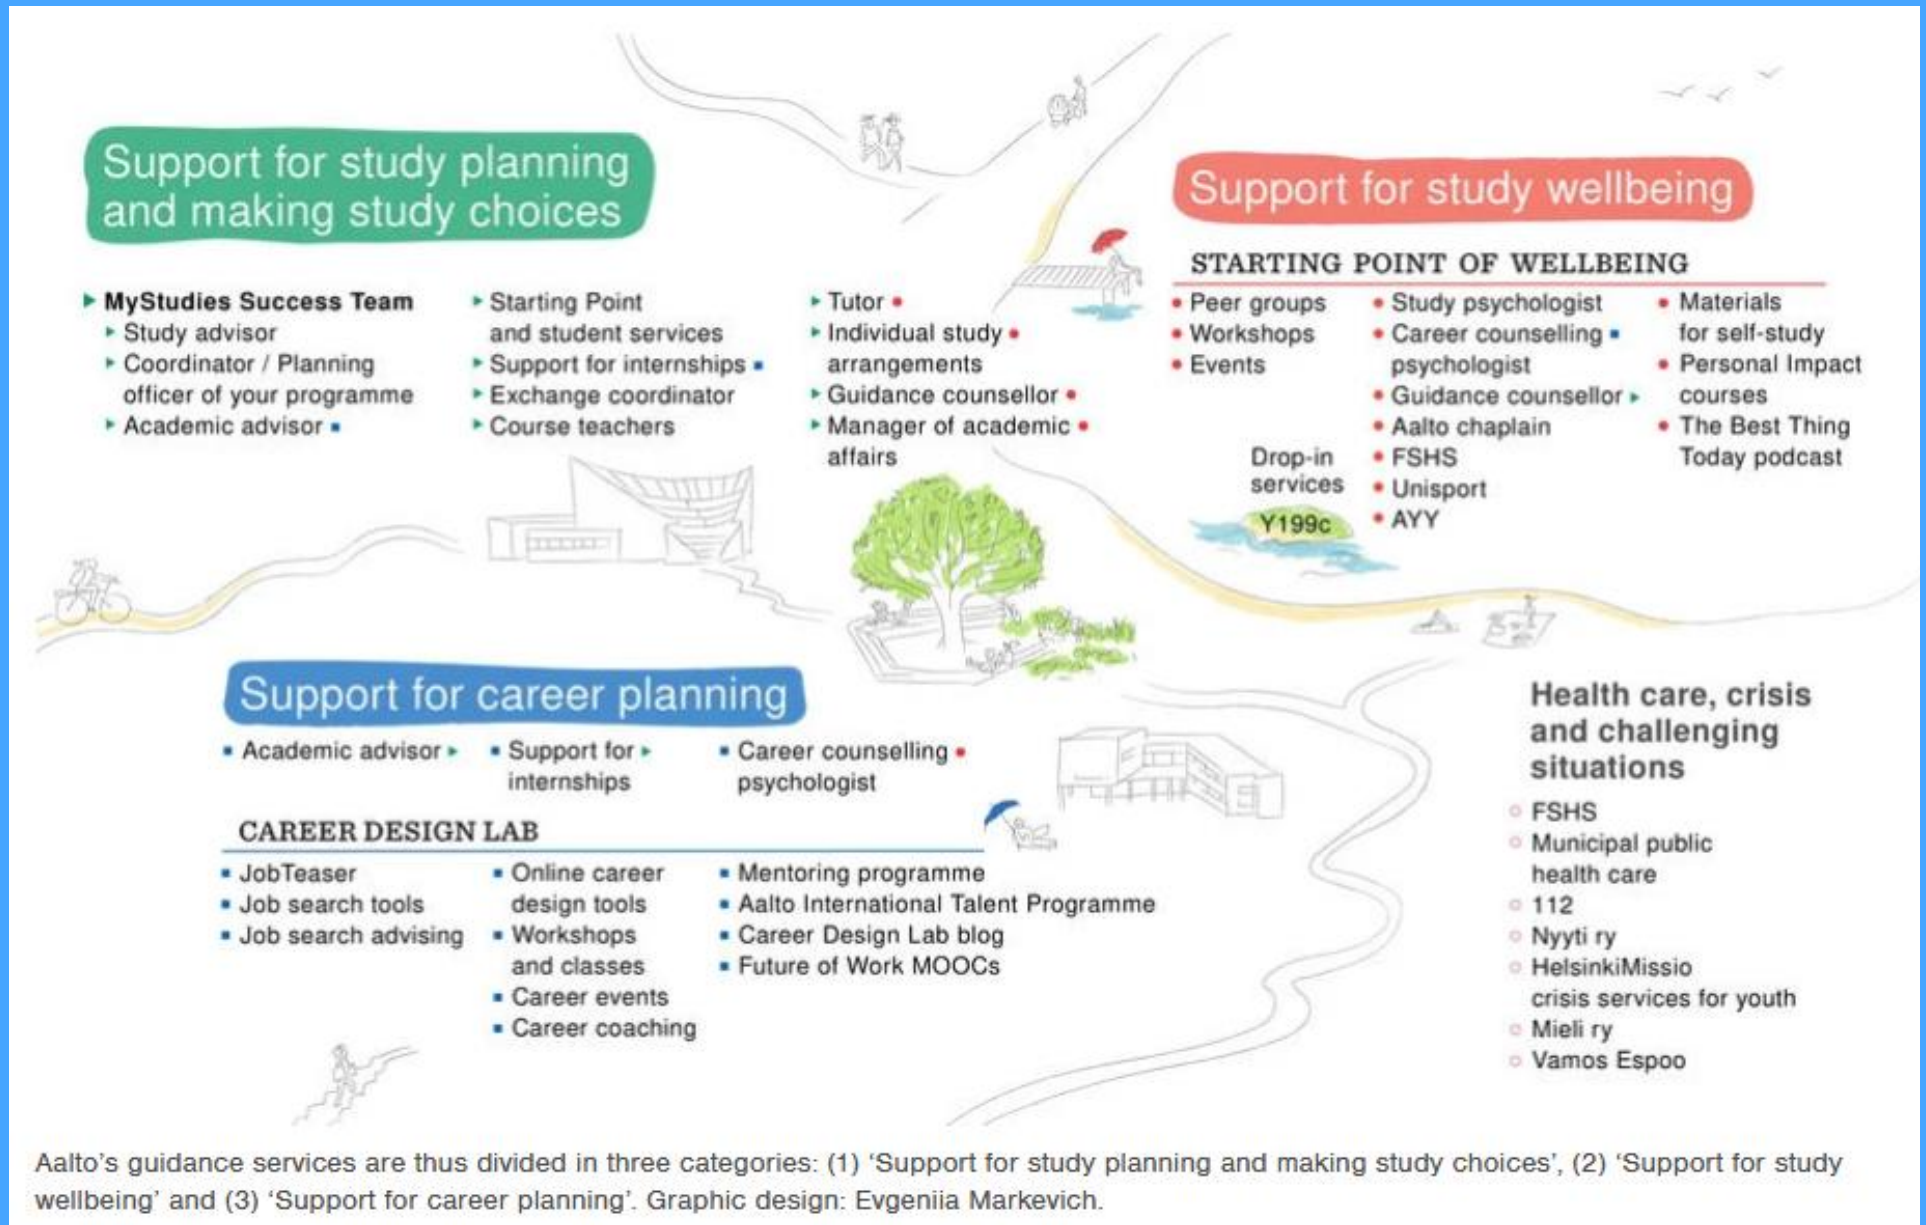 Support for study planning
and making study choices
MyStudies Success Team
Study advisor
Coordinator / Planning
officer of your programme
Academic advisor
Starting Point
and student services
Support for internships
Exchange coordinator
Course teachers
Tutor
Individual study
arrangements
Guidance counsellor
Manager of academic
affairs
Support for study wellbeing
STARTING POINT OF WELLBEING
Peer groups
Workshops
Events
Drop-in
services
Y199c
Study psychologist
Career counselling
psychologist
Guidance counsellor
Aalto chaplain
FSHS
Unisport
AYY
Materials
for self-study
Personal Impact
courses
The Best Thing
Today podcast
Support for career planning
Academic advisor
Support for
internships
Career counselling
psychologist
CAREER DESIGN LAB
JobTeaser
Job search tools
Job search advising
Online career
design tools
Workshops
and classes
Career events
Career coaching
Mentoring programme
Aalto International Talent Programme
Career Design Lab blog
Future of Work MOOCs
Health care, crisis
and challenging
situations
FSHS
Municipal public
health care
112
Nyyti ry
HelsinkiMissio
crisis services for youth
Mieli ry
Vamos Espoo
Aalto’s guidance services are thus divided in three categories: (1) ‘Support for study planning and making study choices’, (2) ‘Support for study
wellbeing’ and (3) ‘Support for career planning’. Graphic design: Evgeniia Markevich.